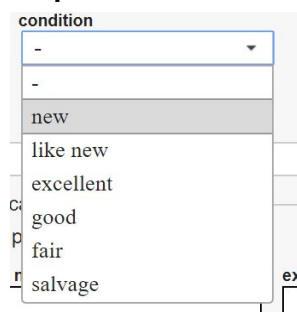 condition
-
-
new
like new
excellent
good
fair
salvage